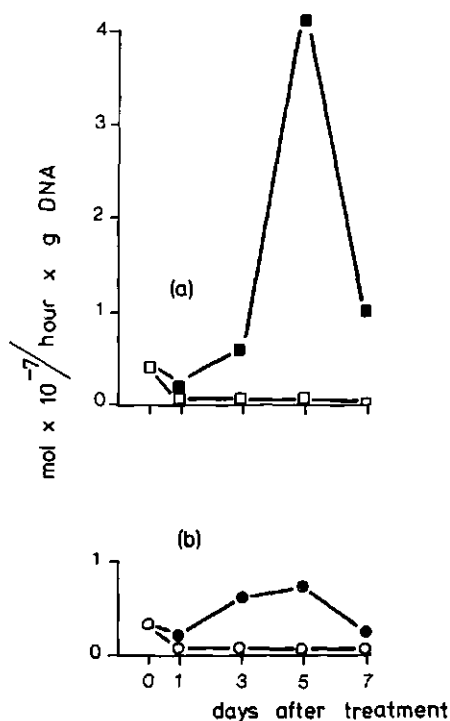 4
3
2
1
0
(a)
mol × 10⁻⁷/hour × g DNA
(b)
1
0
0 1 3 5 7
days after treatment